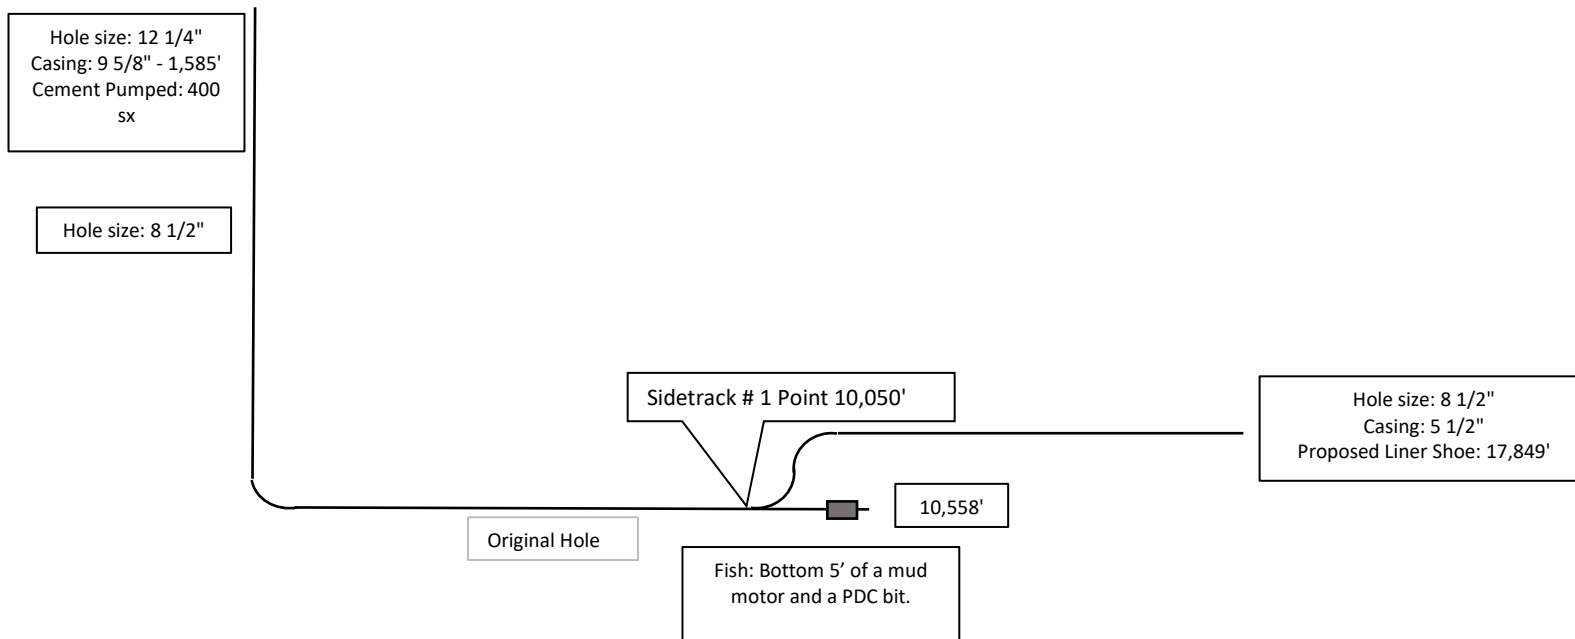 Hole size: 12 1/4"
Casing: 9 5/8" - 1,585'
Cement Pumped: 400
sx
Hole size: 8 1/2"
Sidetrack # 1 Point 10,050'
Hole size: 8 1/2"
Casing: 5 1/2"
Proposed Liner Shoe: 17,849'
10,558'
Original Hole
Fish: Bottom 5’ of a mud
motor and a PDC bit.